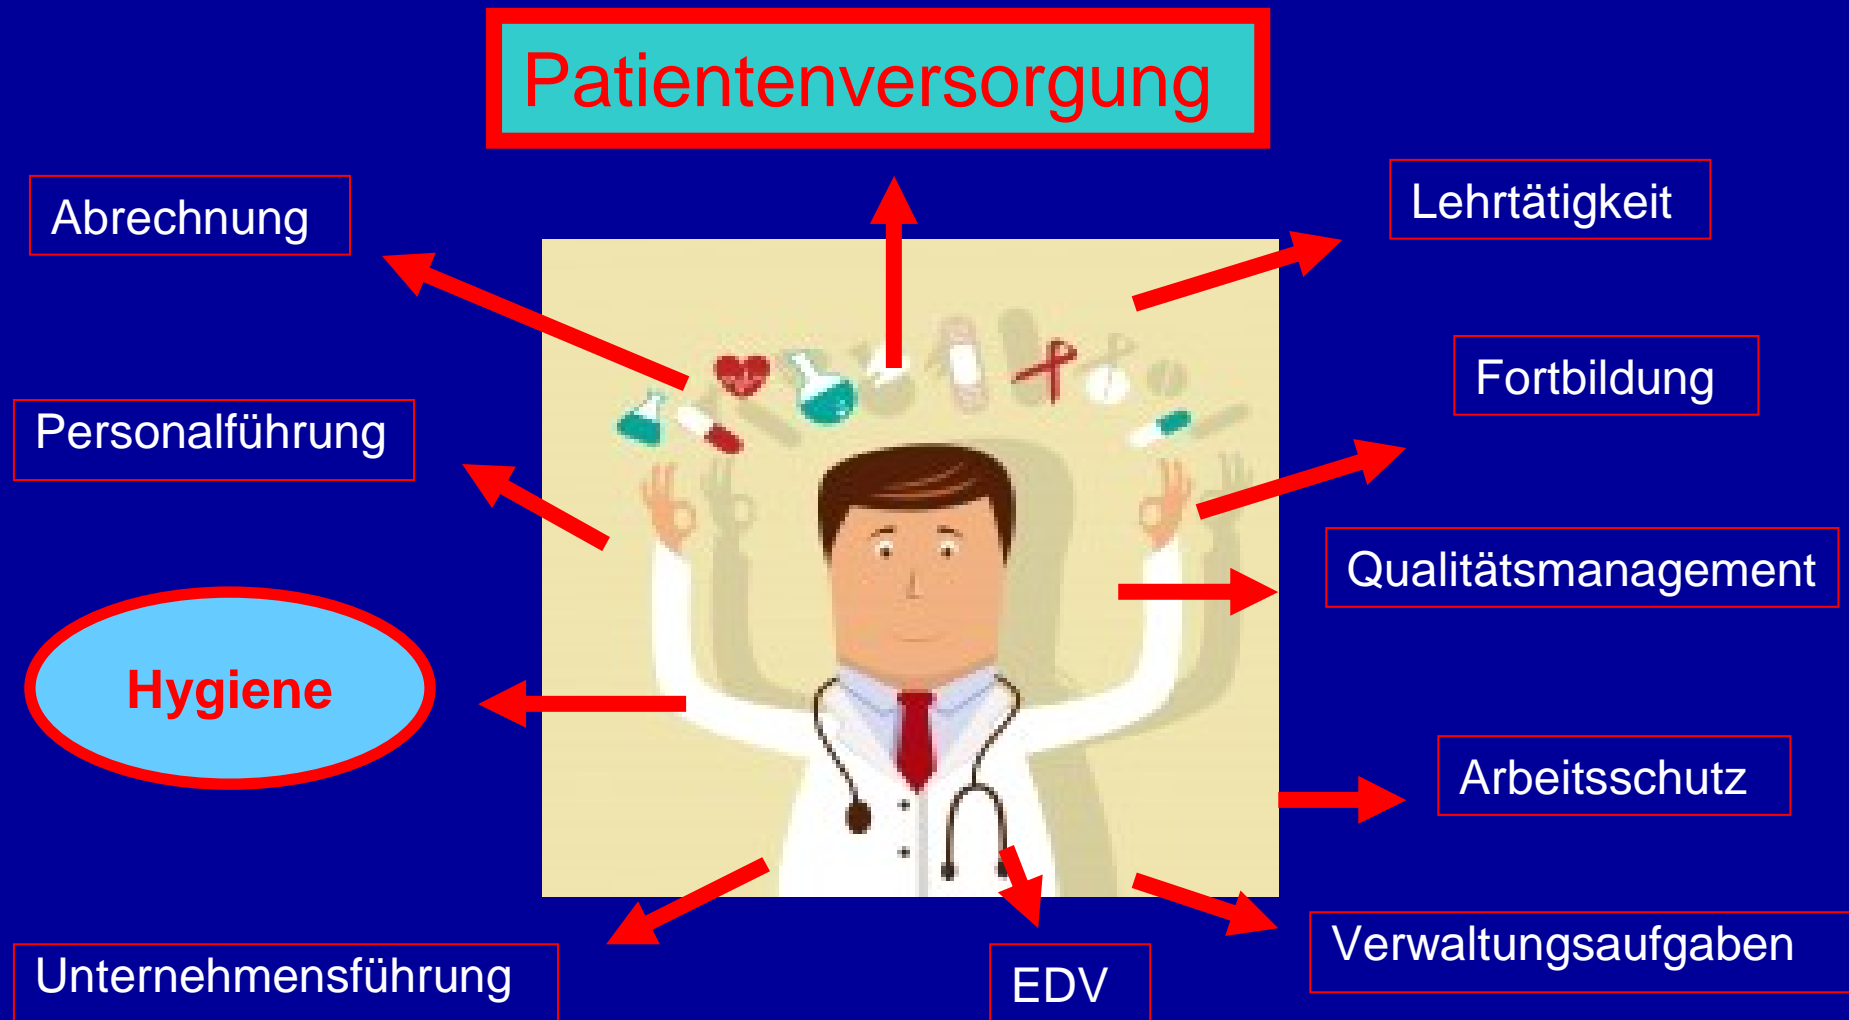 Patientenversorgung
Abrechnung
Lehrtätigkeit
Fortbildung
Personalführung
Qualitätsmanagement
Hygiene
Arbeitsschutz
Verwaltungsaufgaben
Unternehmensführung
EDV